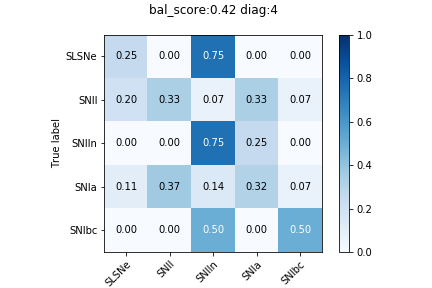 bal_score:0.42 diag:4
True label
SLSNe 0.25 0.00 0.75 0.00 0.00
SNII 0.20 0.33 0.07 0.33 0.07
SNIIn 0.00 0.00 0.75 0.25 0.00
SNIa 0.11 0.37 0.14 0.32 0.07
SNIbc 0.00 0.00 0.50 0.00 0.50
SLSNe SNII SNIIn SNIa SNIbc
1.0
0.8
0.6
0.4
0.2
0.0